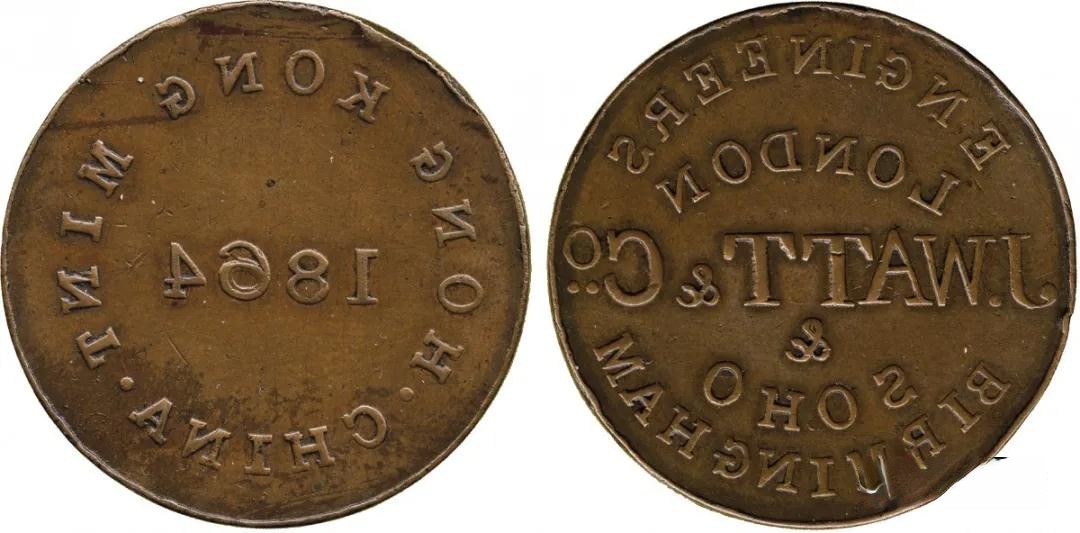 HONG KONG MINT.
1864
CHINA.
ENGINEERS
LONDON
J. WATT & Co.
&
SOHO
BIRMINGHAM